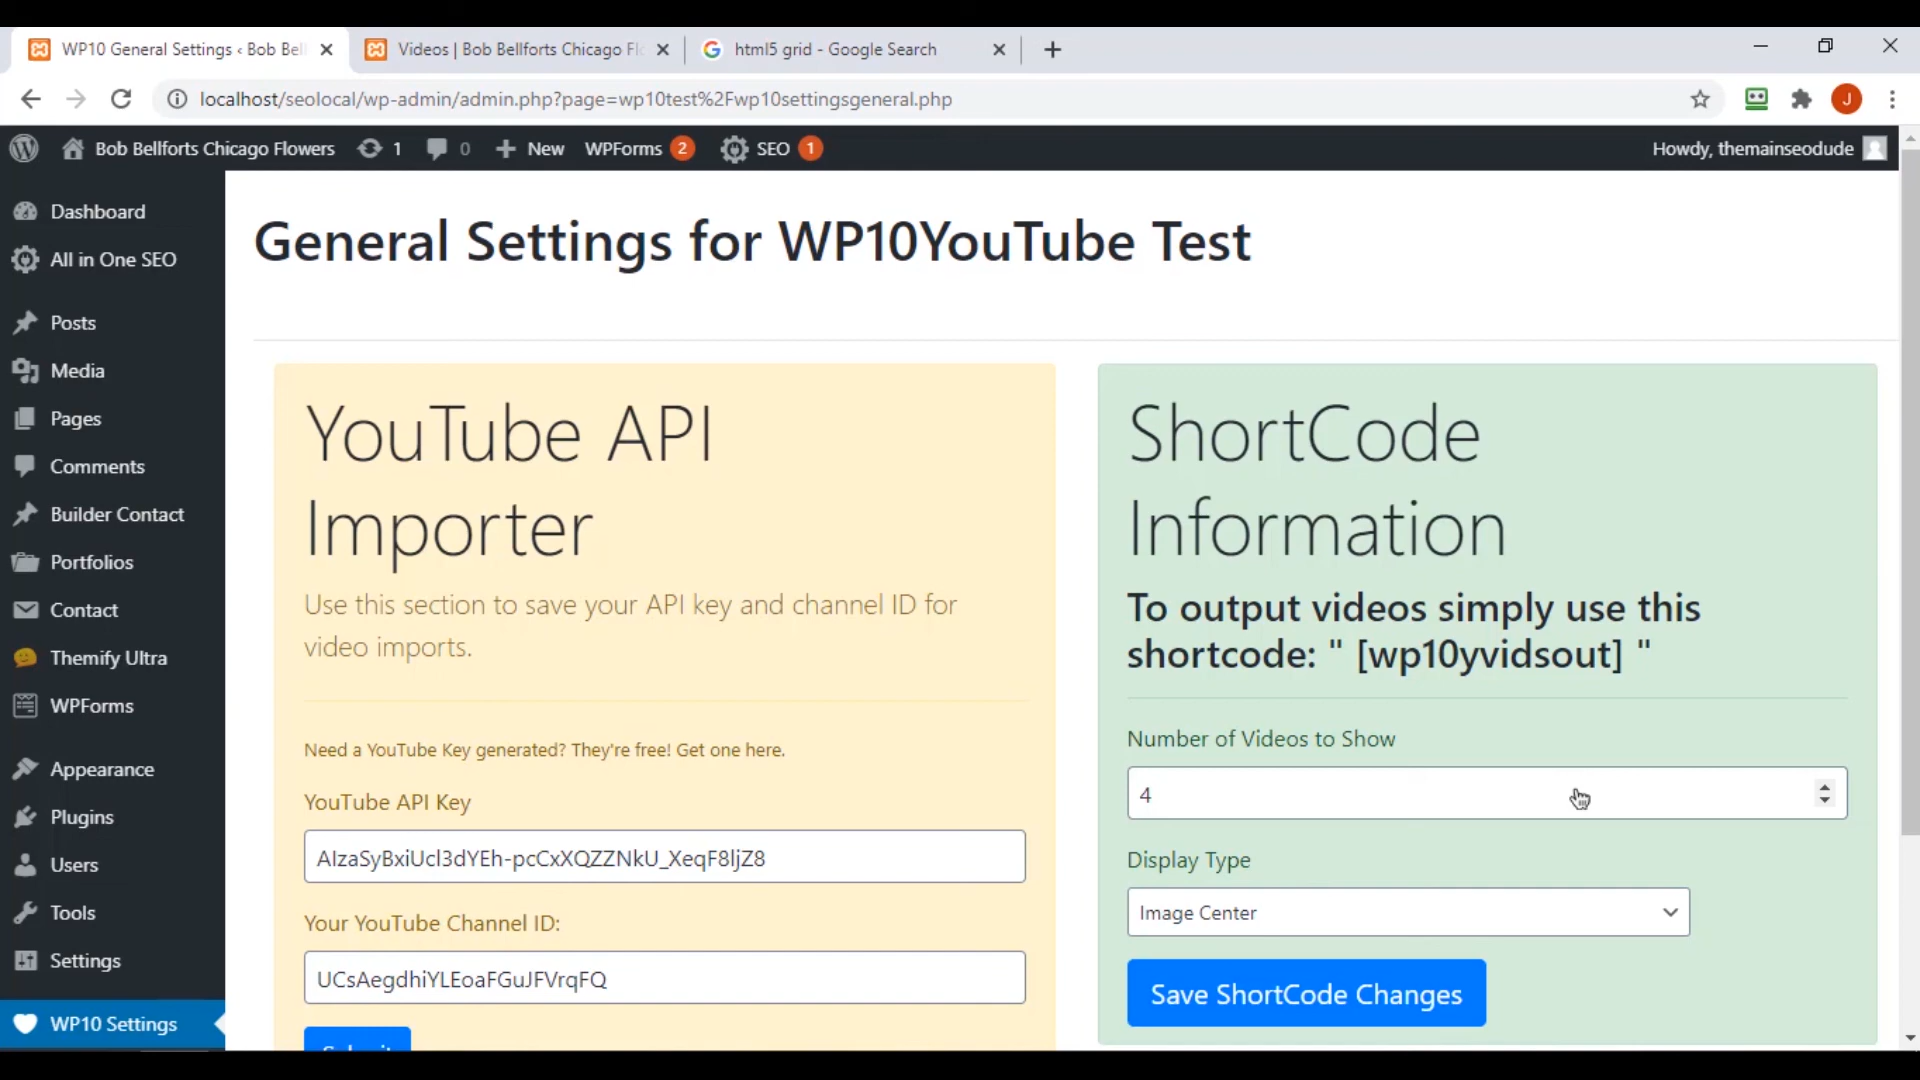 WP10 General Settings ‹ Bob Bell
Videos | Bob Bellforts Chicago Fl
html5 grid - Google Search
localhost/seolocal/wp-admin/admin.php?page=wp10test%2Fwp10settingsgeneral.php
J
Bob Bellforts Chicago Flowers
1
0
New
WPForms 2
SEO 1
Howdy, themainseodude
Dashboard
All in One SEO
Posts
Media
Pages
Comments
Builder Contact
Portfolios
Contact
Themify Ultra
WPForms
Appearance
Plugins
Users
Tools
Settings
WP10 Settings
General Settings for WP10YouTube Test
YouTube API
Importer
Use this section to save your API key and channel ID for
video imports.
Need a YouTube Key generated? They're free! Get one here.
YouTube API Key
AIzaSyBxiUcl3dYEh-pcCxXQZZNkU_XeqF8ljZ8
Your YouTube Channel ID:
UCsAegdhiYLEoaFGuJFVrqFQ
Submit
ShortCode
Information
To output videos simply use this
shortcode: " [wp10yvidsout] "
Number of Videos to Show
4
Display Type
Image Center
Save ShortCode Changes